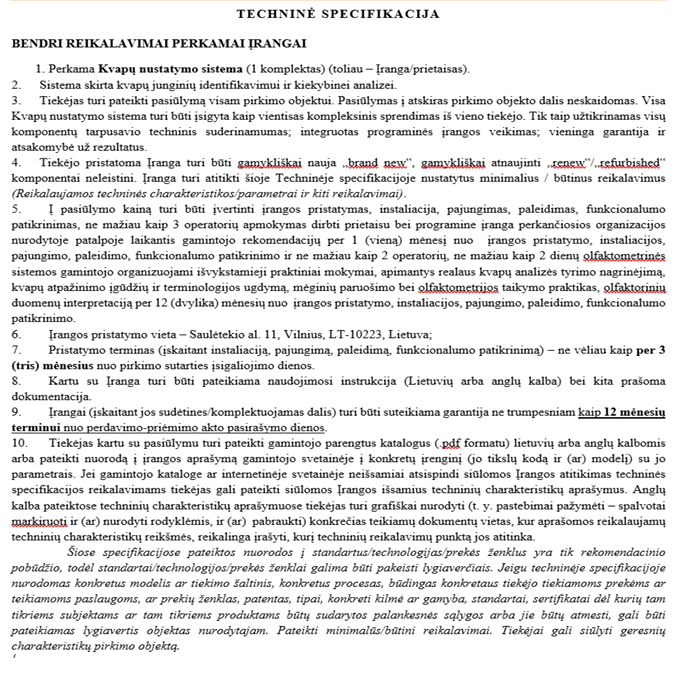 TECHNINĖ SPECIFIKACIJA
BENDRI REIKALAVIMAI PERKAMAI ĮRANGAI
1. Perkama Kvapų nustatymo sistema (1 komplektas) (toliau – Įranga/prietaisas).
2. Sistema skirta kvapų junginių identifikavimui ir kiekybinei analizei.
3. Tiekėjas turi pateikti pasiūlymą visam pirkimo objektui. Pasiūlymas į atskiras pirkimo objekto dalis neskaidomas. Visa
Kvapų nustatymo sistema turi būti įsigyta kaip vientisas kompleksinis sprendimas iš vieno tiekėjo. Tik taip užtikrinamas visų
komponentų tarpusavio techninis suderinamumas; integruotas programinės įrangos veikimas; vieninga garantija ir
atsakomybė už rezultatus.
4. Tiekėjo pristatoma Įranga turi būti gamykliškai nauja „brand new", gamykliškai atnaujinti „renew"/„refurbished"
komponentai neleistini. Įranga turi atitikti šioje Techninėje specifikacijoje nustatytus minimalius / būtinus reikalavimus
(Reikalaujamos techninės charakteristikos/parametrai ir kiti reikalavimai).
5. Į pasiūlymo kainą turi būti įvertinti įrangos pristatymas, instaliacija, pajungimas, paleidimas, funkcionalumo
patikrinimas, ne mažiau kaip 3 operatorių apmokymas dirbti prietaisu bei programine įranga perkančiosios organizacijos
nurodytoje patalpoje laikantis gamintojo rekomendacijų per 1 (vieną) mėnesį nuo įrangos pristatymo, instaliacijos,
pajungimo, paleidimo, funkcionalumo patikrinimo ir ne mažiau kaip 2 operatorių, ne mažiau kaip 2 dienų olfaktometrinės
sistemos gamintojo organizuojami išvykstamieji praktiniai mokymai, apimantys realaus kvapų analizės tyrimo nagrinėjimą,
kvapų atpažinimo įgūdžių ir terminologijos ugdymą, mėginių paruošimo bei olfaktometrijos taikymo praktikas, olfaktorinių
duomenų interpretaciją per 12 (dvylika) mėnesių nuo įrangos pristatymo, instaliacijos, pajungimo, paleidimo, funkcionalumo
patikrinimo.
6. Įrangos pristatymo vieta – Saulėtekio al. 11, Vilnius, LT-10223, Lietuva;
7. Pristatymo terminas (įskaitant instaliaciją, pajungimą, paleidimą, funkcionalumo patikrinimą) – ne vėliau kaip per 3
(tris) mėnesius nuo pirkimo sutarties įsigaliojimo dienos.
8. Kartu su Įranga turi būti pateikiama naudojimosi instrukcija (Lietuvių arba anglų kalba) bei kita prašoma
dokumentacija.
9. Įrangai (įskaitant jos sudėtines/komplektuojamas dalis) turi būti suteikiama garantija ne trumpesniam kaip 12 mėnesių
terminui nuo perdavimo-priėmimo akto pasirašymo dienos.
10. Tiekėjas kartu su pasiūlymu turi pateikti gamintojo parengtus katalogus (.pdf formatu) lietuvių arba anglų kalbomis
arba pateikti nuorodą į įrangos aprašymą gamintojo svetainėje į konkretų įrenginį (jo tikslų kodą ir (ar) modelį) su jo
parametrais. Jei gamintojo kataloge ar internetinėje svetainėje neišsamiai atsispindi siūlomos Įrangos atitikimas techninės
specifikacijos reikalavimams tiekėjas gali pateikti siūlomos Įrangos išsamius techninių charakteristikų aprašymus. Anglų
kalba pateiktose techninių charakteristikų aprašymuose tiekėjas turi grafiškai nurodyti (t. y. pastebimai pažymėti – spalvotai
markiruoti ir (ar) nurodyti rodyklėmis, ir (ar) pabraukti) konkrečias teikiamų dokumentų vietas, kur aprašomos reikalaujamų
techninių charakteristikų reikšmės, reikalinga įrašyti, kurį techninių reikalavimų punktą jos atitinka.
Šiose specifikacijose pateiktos nuorodos į standartus/technologijas/prekės ženklus yra tik rekomendacinio
pobūdžio, todėl standartai/technologijos/prekės ženklai galima būti pakeisti lygiaverčiais. Jeigu techninėje specifikacijoje
nurodomas konkretus modelis ar tiekimo šaltinis, konkretus procesas, būdingas konkretaus tiekėjo tiekiamoms prekėms ar
teikiamoms paslaugoms, ar prekių ženklas, patentas, tipai, konkreti kilmė ar gamyba, standartai, sertifikatai dėl kurių tam
tikriems subjektams ar tam tikriems produktams būtų sudarytos palankesnės sąlygos arba jie būtų atmesti, gali būti
pateikiamas lygiavertis objektas nurodytajam. Pateikti minimalūs/būtini reikalavimai. Tiekėjai gali siūlyti geresnių
charakteristikų pirkimo objektą.